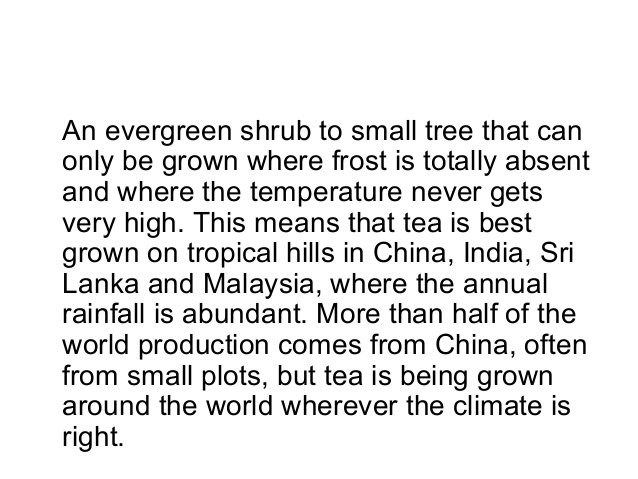 An evergreen shrub to small tree that can
only be grown where frost is totally absent
and where the temperature never gets
very high. This means that tea is best
grown on tropical hills in China, India, Sri
Lanka and Malaysia, where the annual
rainfall is abundant. More than half of the
world production comes from China, often
from small plots, but tea is being grown
around the world wherever the climate is
right.